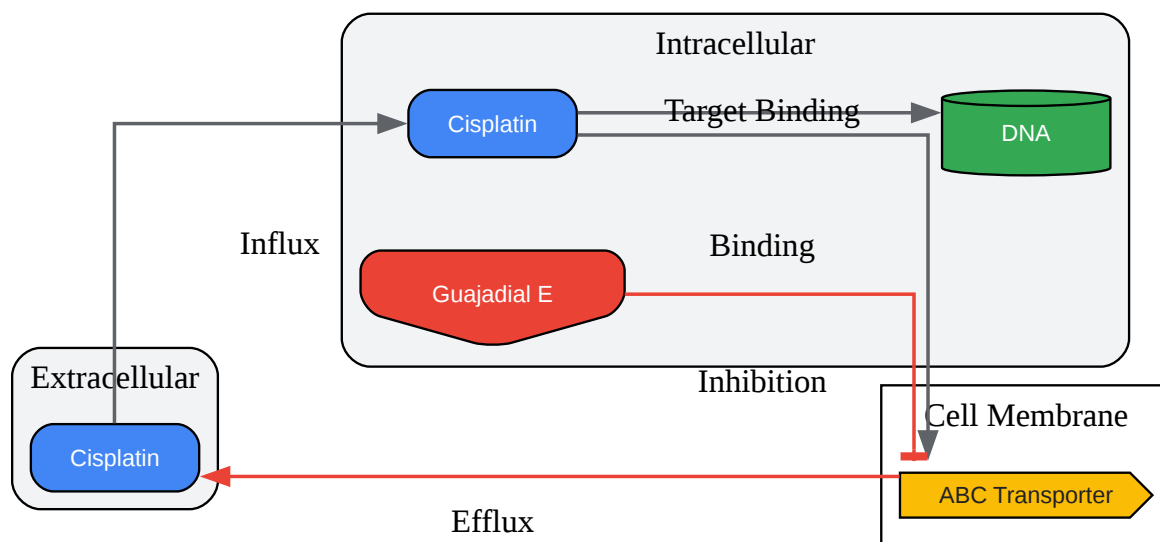 Intracellular
Cisplatin
Target Binding
DNA
Influx
Binding
Guajadial E
Extracellular
Inhibition
Cell Membrane
Cisplatin
ABC Transporter
Efflux